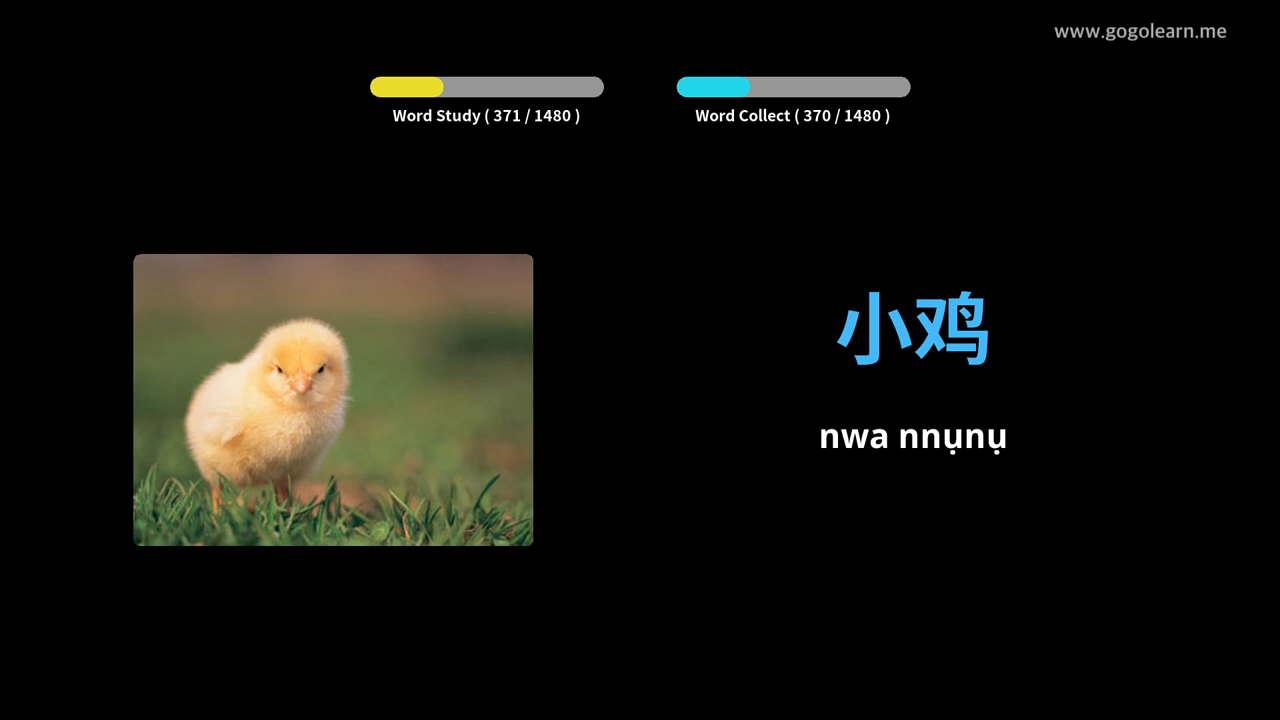 www.gogolearn.me
Word Study ( 371 / 1480 )
Word Collect ( 370 / 1480 )
小鸡
nwa nnụnụ